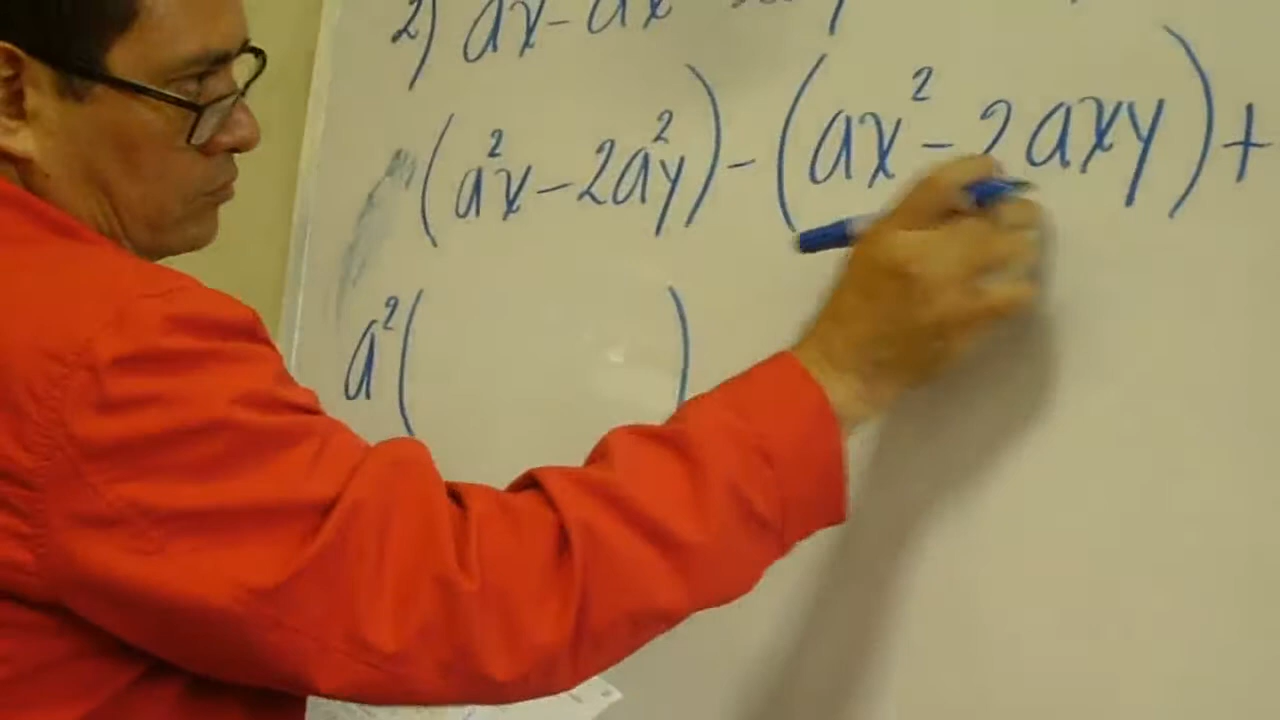 2) ax - ax
(a²x - 2a²y) - (ax² - 2axy) +
a²( )